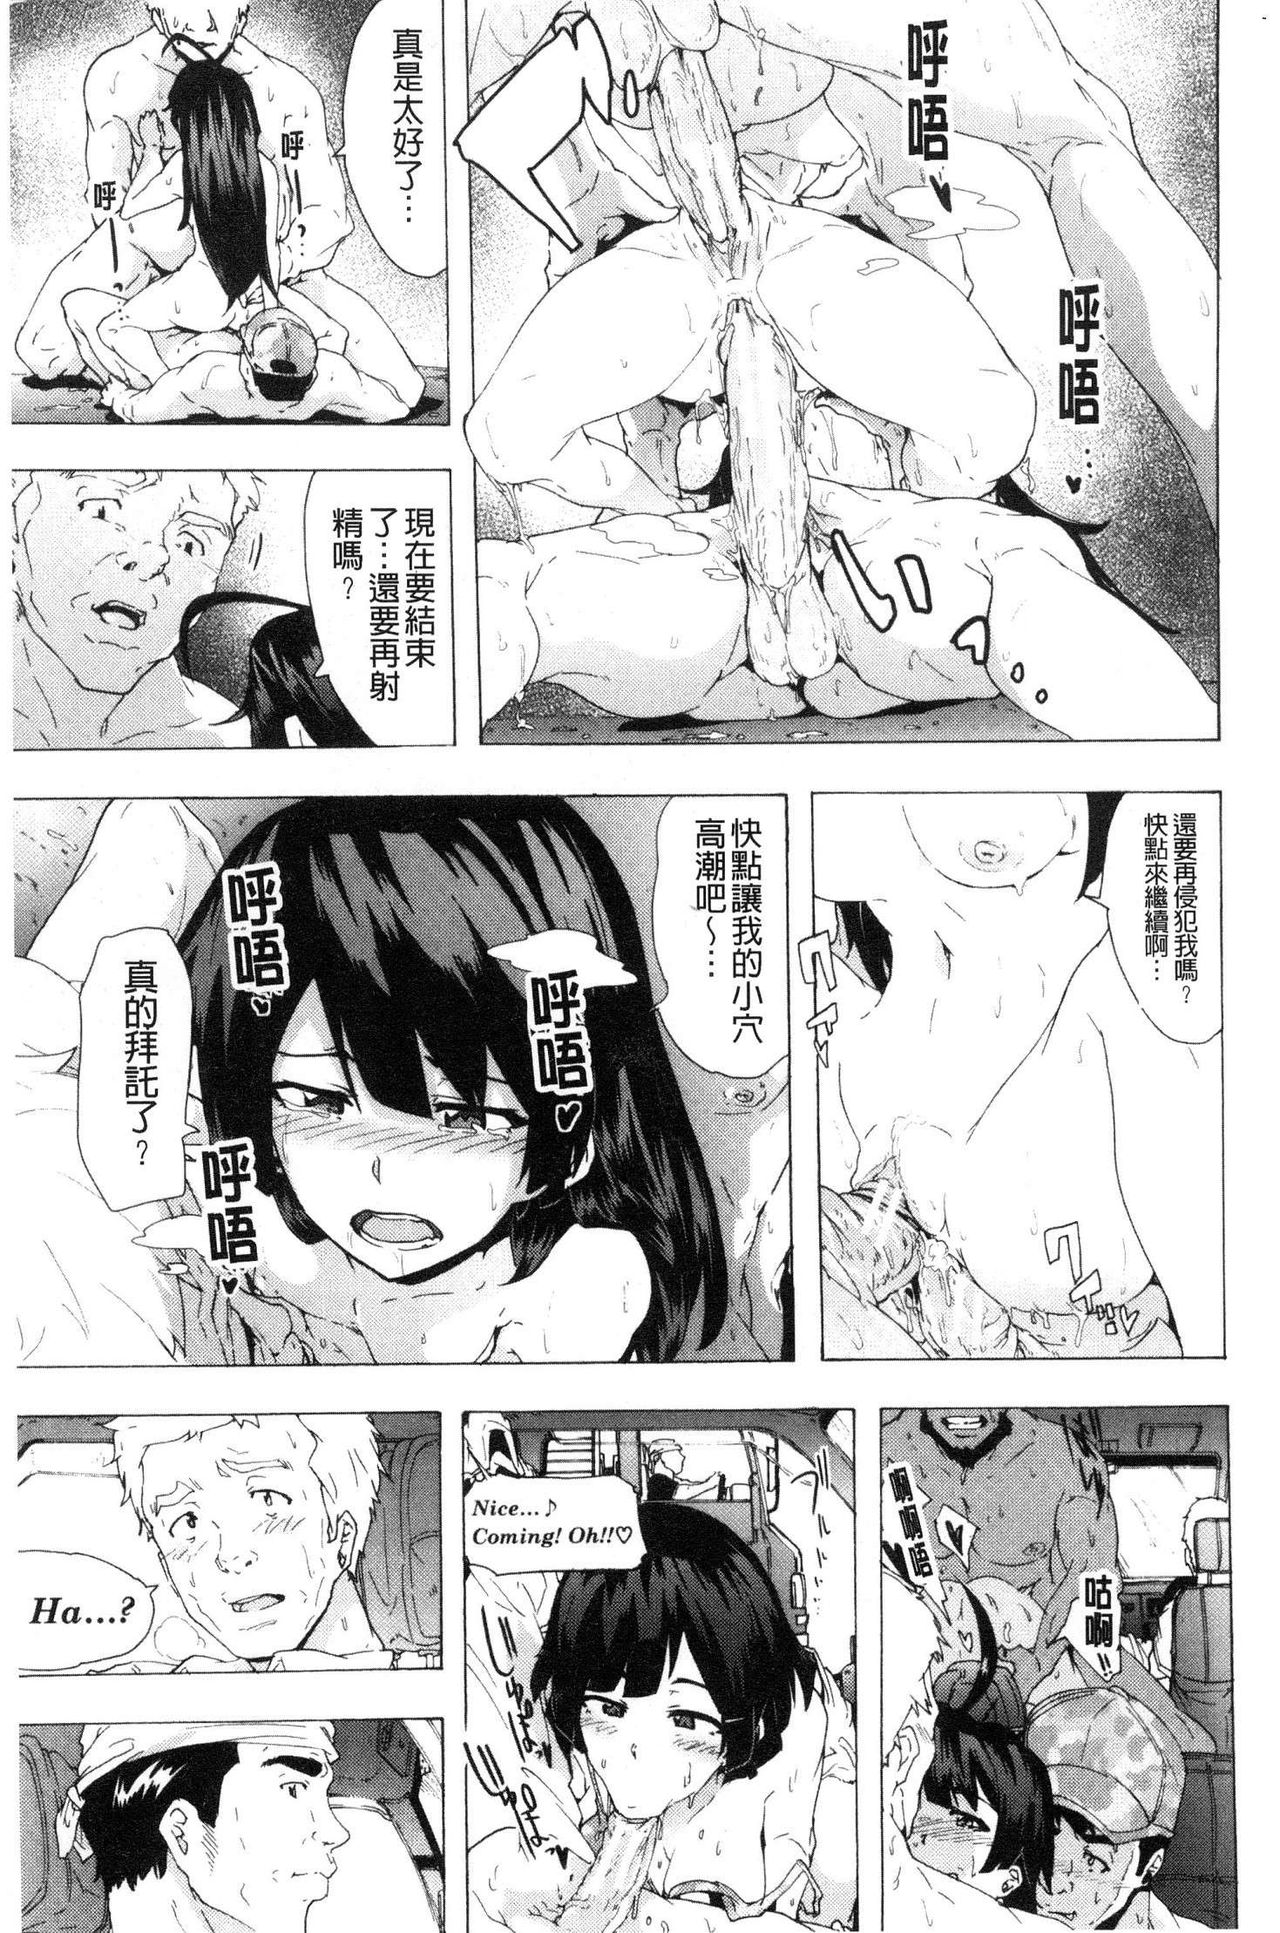 呼唔♥
呼唔…♥
真是太好了…
呼—…?
呼—…?
現在要結束
了…還要再射
精嗎?
還要再侵犯我嗎?
快點來繼續啊…
快點讓我的小穴
高潮吧~…
呼唔♥
呼唔♥
真的拜託了?
呼唔♥
啊啊唔♥
咕啊!!
Nice...♪
Coming! Oh!!♡
Ha...?